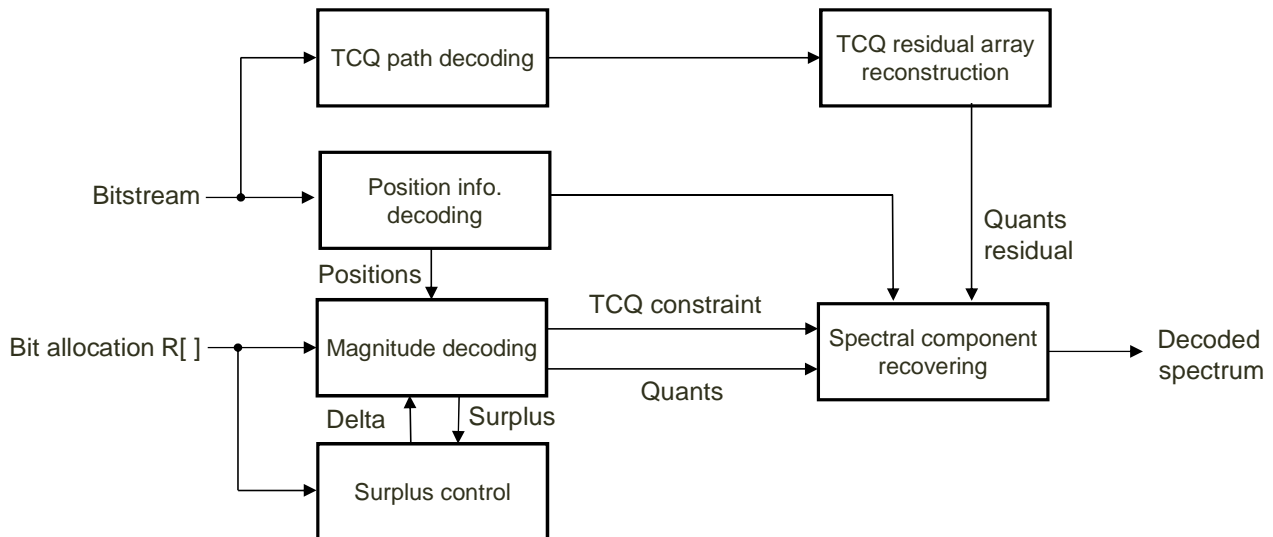 TCQ path decoding
TCQ residual array
reconstruction
Bitstream
Position info.
decoding
Quants
residual
Positions
TCQ constraint
Bit allocation R[ ]
Magnitude decoding
Spectral component
recovering
Decoded
spectrum
Quants
Delta
Surplus
Surplus control